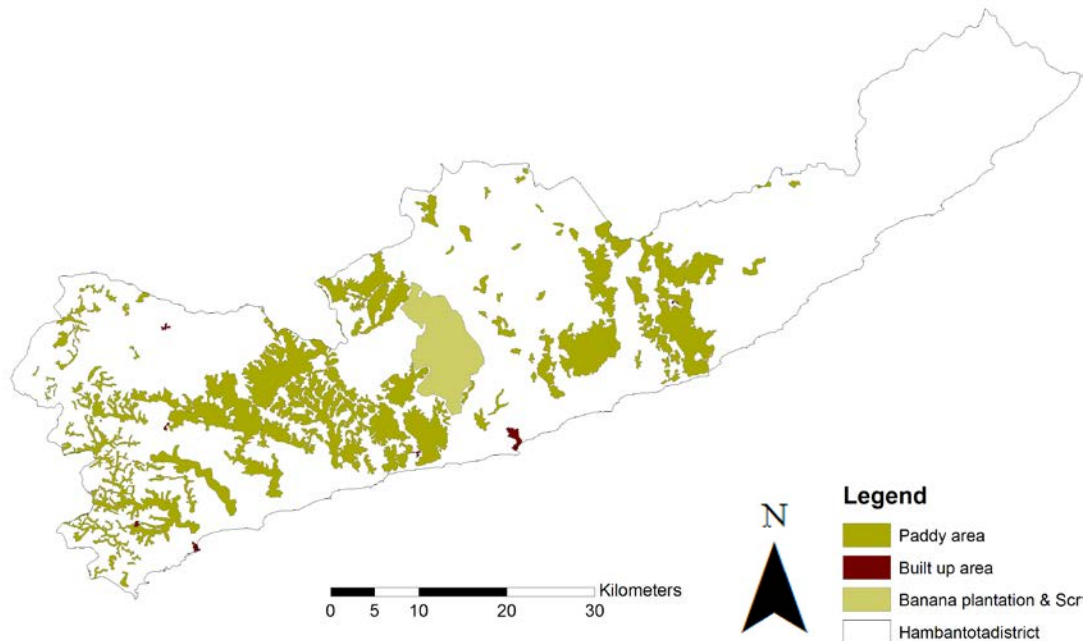 N
Legend
Paddy area
Built up area
Banana plantation & Scr
Hambantotadistrict
Kilometers
0 5 10 20 30